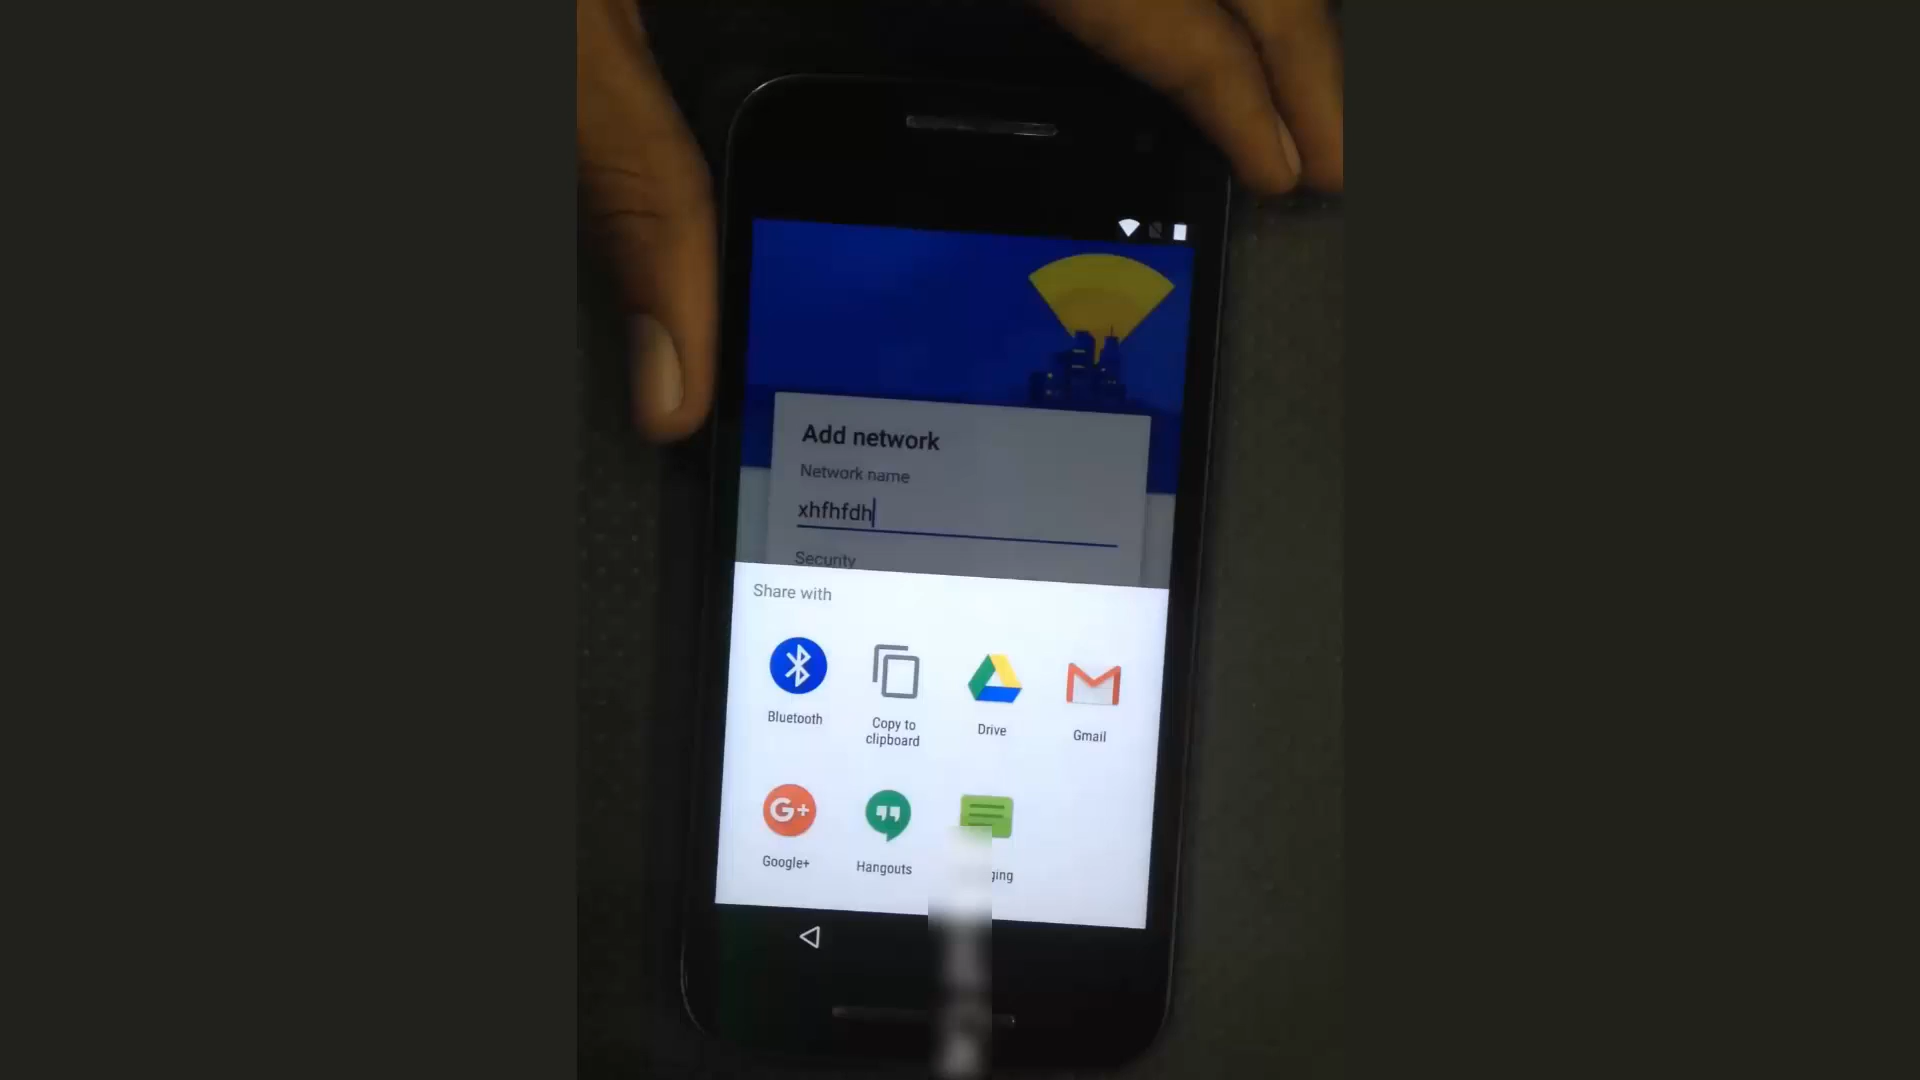 Add network
Network name
xhfhfdh
Security
Share with
Bluetooth
Copy to
clipboard
Drive
Gmail
G+
Google+
Hangouts